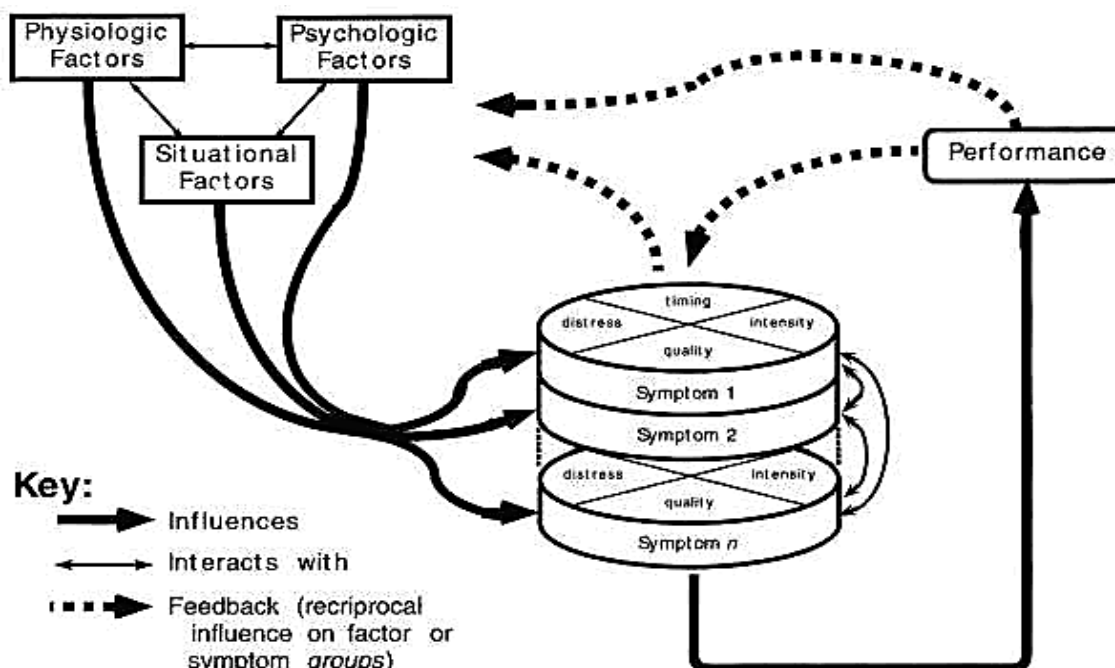 Physiologic
Factors
Psychologic
Factors
Situational
Factors
Performance
timing
distress
intensity
quality
Symptom 1
Symptom 2
distress
intensity
quality
Symptom n
Key:
Influences
Interacts with
Feedback (recriprocal
influence on factor or
symptom groups)